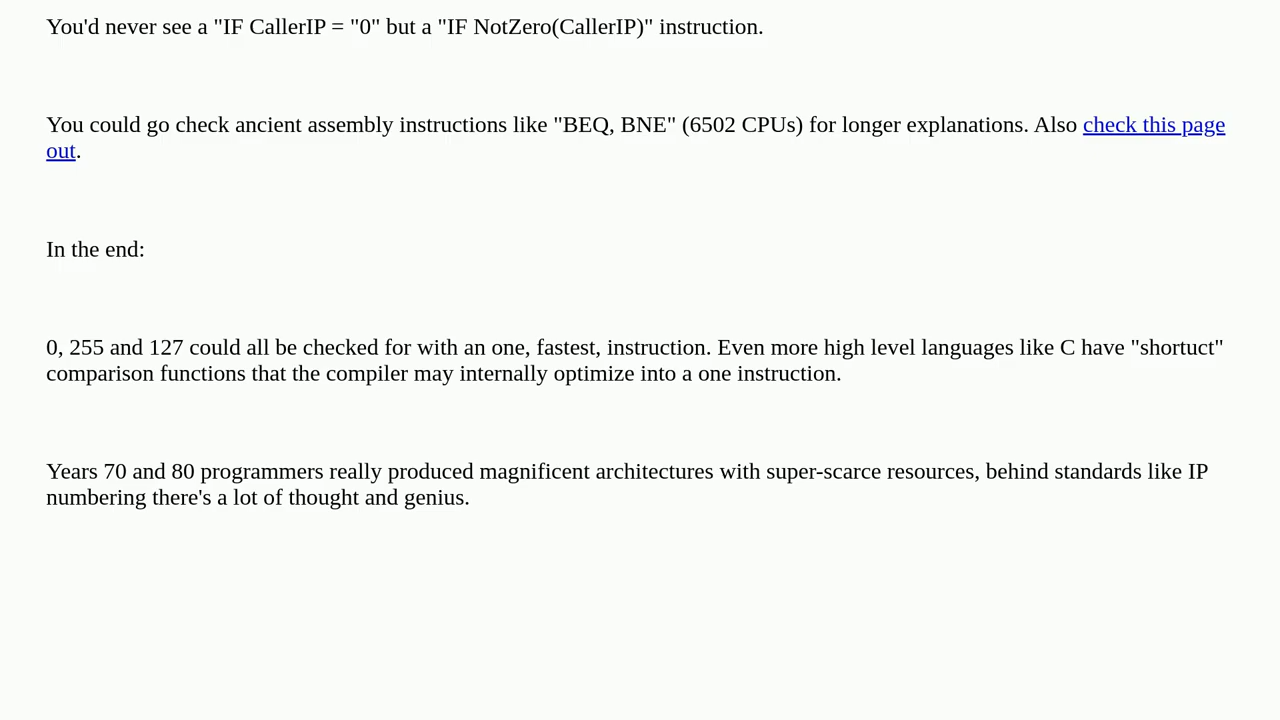 You'd never see a "IF CallerIP = "0" but a "IF NotZero(CallerIP)" instruction.
You could go check ancient assembly instructions like "BEQ, BNE" (6502 CPUs) for longer explanations. Also check this page
out.
In the end:
0, 255 and 127 could all be checked for with an one, fastest, instruction. Even more high level languages like C have "shortuct"
comparison functions that the compiler may internally optimize into a one instruction.
Years 70 and 80 programmers really produced magnificent architectures with super-scarce resources, behind standards like IP
numbering there's a lot of thought and genius.